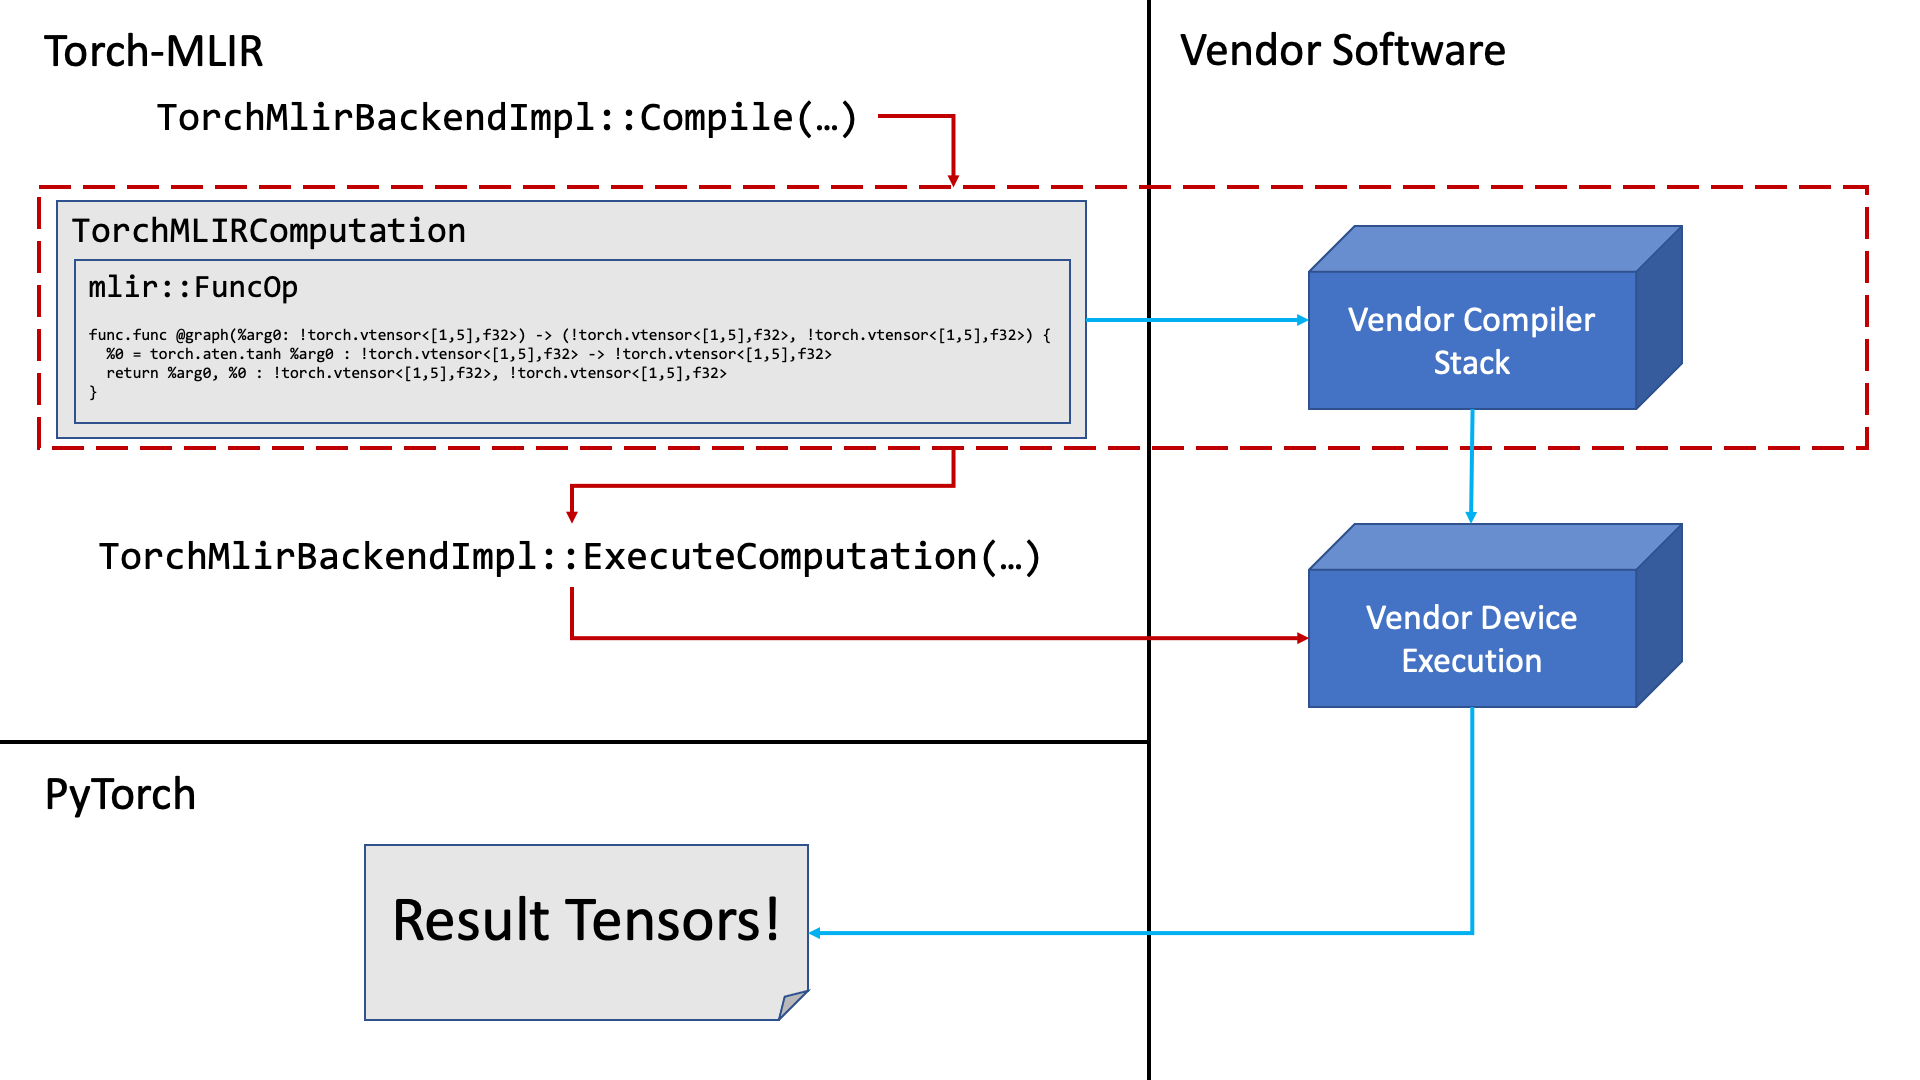 Torch-MLIR
TorchMlirBackendImpl::Compile(…)
TorchMLIRComputation
mlir::FuncOp
func.func @graph(%arg0: !torch.vtensor<[1,5],f32>) -> (!torch.vtensor<[1,5],f32>, !torch.vtensor<[1,5],f32>) {
  %0 = torch.aten.tanh %arg0 : !torch.vtensor<[1,5],f32> -> !torch.vtensor<[1,5],f32>
  return %arg0, %0 : !torch.vtensor<[1,5],f32>, !torch.vtensor<[1,5],f32>
}
TorchMlirBackendImpl::ExecuteComputation(…)
Vendor Software
Vendor Compiler
Stack
Vendor Device
Execution
PyTorch
Result Tensors!